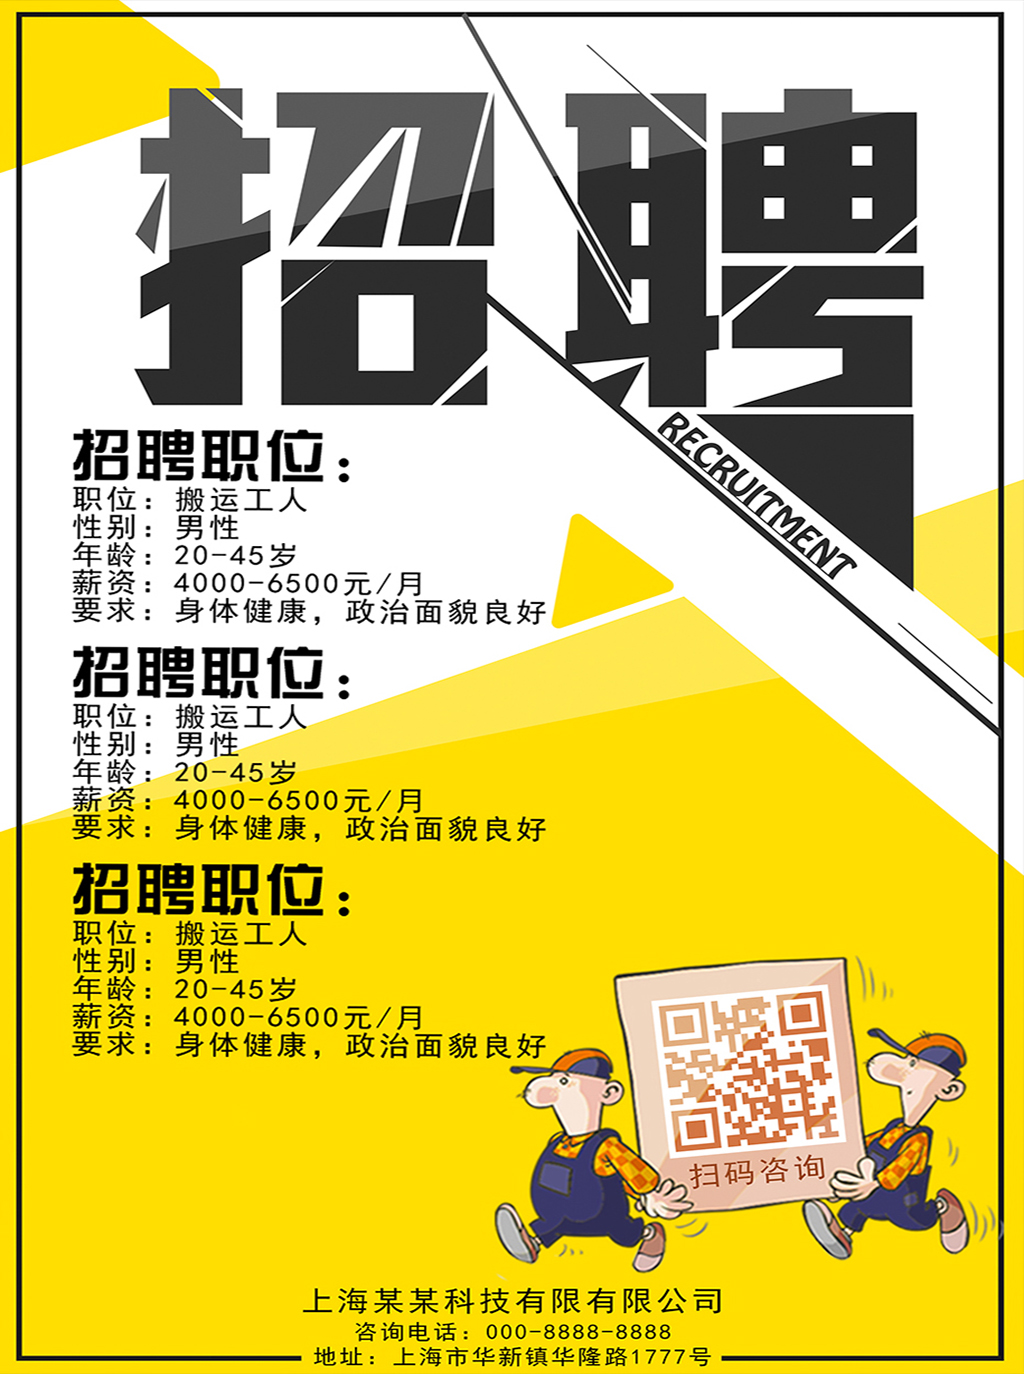 招聘
RECRUITMENT
招聘职位：
职位：搬运工人
性别：男性
年龄：20-45岁
薪资：4000-6500元/月
要求：身体健康，政治面貌良好
招聘职位：
职位：搬运工人
性别：男性
年龄：20-45岁
薪资：4000-6500元/月
要求：身体健康，政治面貌良好
招聘职位：
职位：搬运工人
性别：男性
年龄：20-45岁
薪资：4000-6500元/月
要求：身体健康，政治面貌良好
扫码咨询
上海某某科技有限有限公司
咨询电话：000-8888-8888
地址：上海市华新镇华隆路1777号